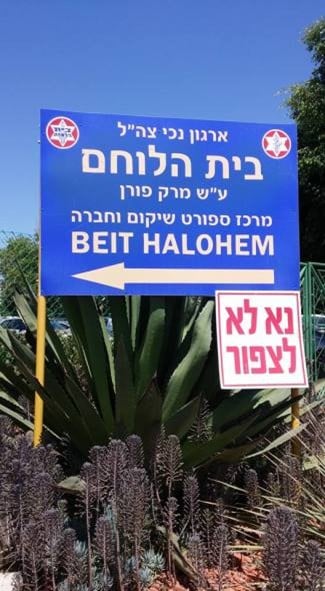 ארגון נכי צה"ל
בית הלוחם
ע"ש מרק פורן
מרכז ספורט שיקום וחברה
BEIT HALOHEM
נא לא
לצפור